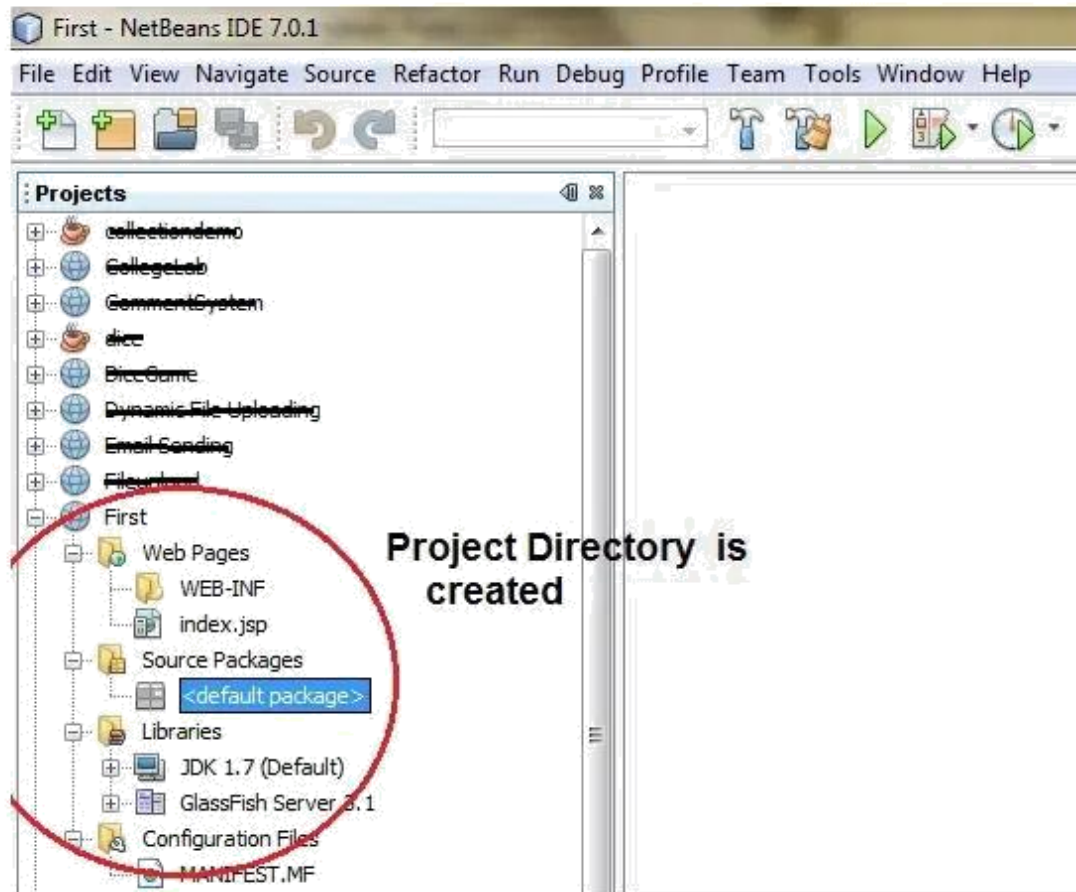 First - NetBeans IDE 7.0.1
File Edit View Navigate Source Refactor Run Debug Profile Team Tools Window Help
Projects
collectiondemo
CollegeLab
CommentSystem
dice
DiceGame
Dynamic File Uploading
Email Sending
First
Web Pages
WEB-INF
index.jsp
Project Directory is
created
Source Packages
<default package>
Libraries
JDK 1.7 (Default)
GlassFish Server 3.1
Configuration Files
MANIFEST.MF